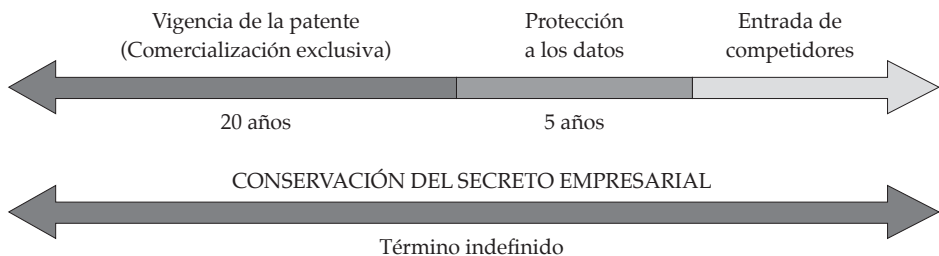 Vigencia de la patente
(Comercialización exclusiva)
Protección
a los datos
Entrada de
competidores
20 años
5 años
CONSERVACIÓN DEL SECRETO EMPRESARIAL
Término indefinido